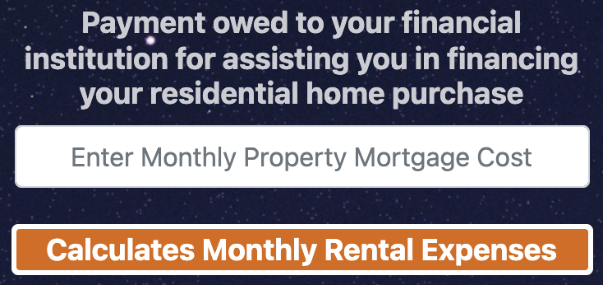 Payment owed to your financial
institution for assisting you in financing
your residential home purchase
Enter Monthly Property Mortgage Cost
Calculates Monthly Rental Expenses